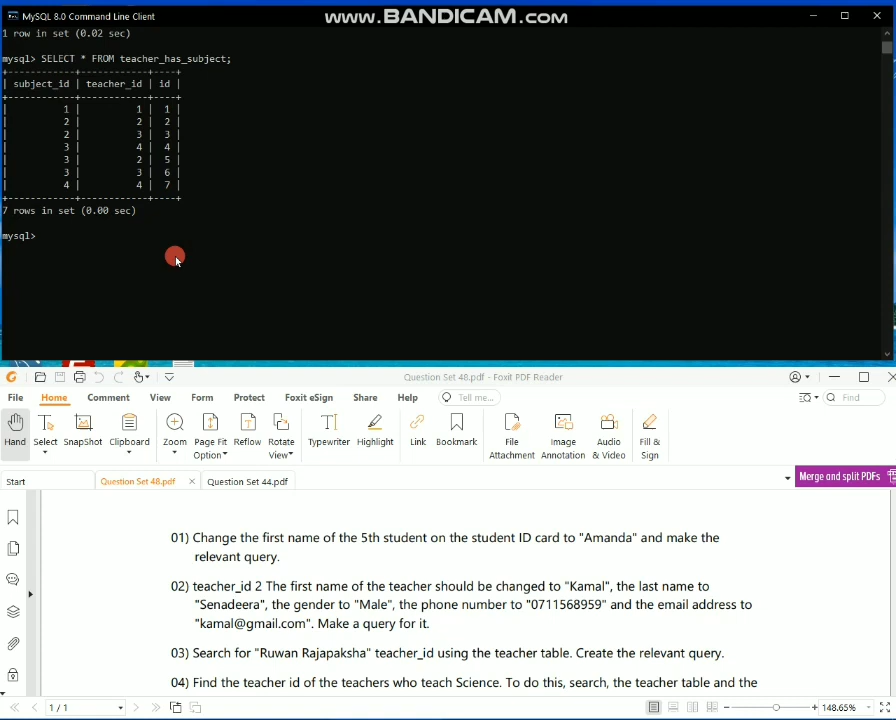 MySQL 8.0 Command Line Client
www.BANDICAM.com
1 row in set (0.02 sec)
mysql> SELECT * FROM teacher_has_subject;
+------------+------------+----+
| subject_id | teacher_id | id |
+------------+------------+----+
| 1 | 1 | 1 |
| 2 | 2 | 2 |
| 2 | 3 | 3 |
| 3 | 4 | 4 |
| 3 | 2 | 5 |
| 3 | 3 | 6 |
| 4 | 4 | 7 |
+------------+------------+----+
7 rows in set (0.00 sec)
mysql>
Question Set 48.pdf - Foxit PDF Reader
File Home Comment View Form Protect Foxit eSign Share Help Tell me... Find
Hand Select SnapShot Clipboard Zoom Page Fit Option Reflow Rotate View Typewriter Highlight Link Bookmark File Attachment Image Annotation Audio & Video Fill & Sign
Start Question Set 48.pdf Question Set 44.pdf Merge and split PDFs
01) Change the first name of the 5th student on the student ID card to "Amanda" and make the
relevant query.
02) teacher_id 2 The first name of the teacher should be changed to "Kamal", the last name to
"Senadeera", the gender to "Male", the phone number to "0711568959" and the email address to
"kamal@gmail.com". Make a query for it.
03) Search for "Ruwan Rajapaksha" teacher_id using the teacher table. Create the relevant query.
04) Find the teacher id of the teachers who teach Science. To do this, search, the teacher table and the
1 / 1 148.65%